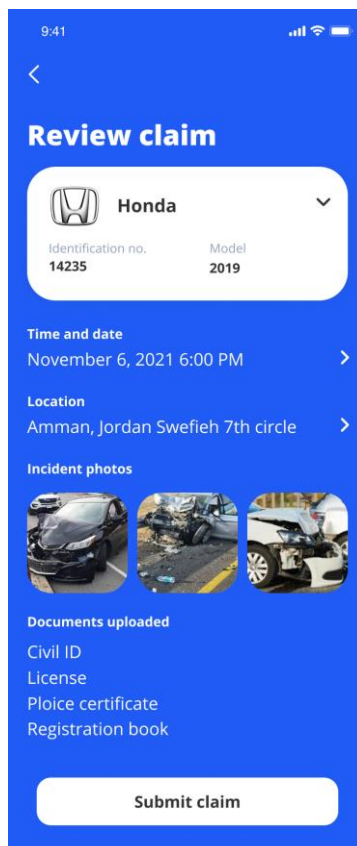 9:41
Review claim
Honda
Identification no. Model
14235 2019
Time and date
November 6, 2021 6:00 PM
Location
Amman, Jordan Swefieh 7th circle
Incident photos
Documents uploaded
Civil ID
License
Ploice certificate
Registration book
Submit claim